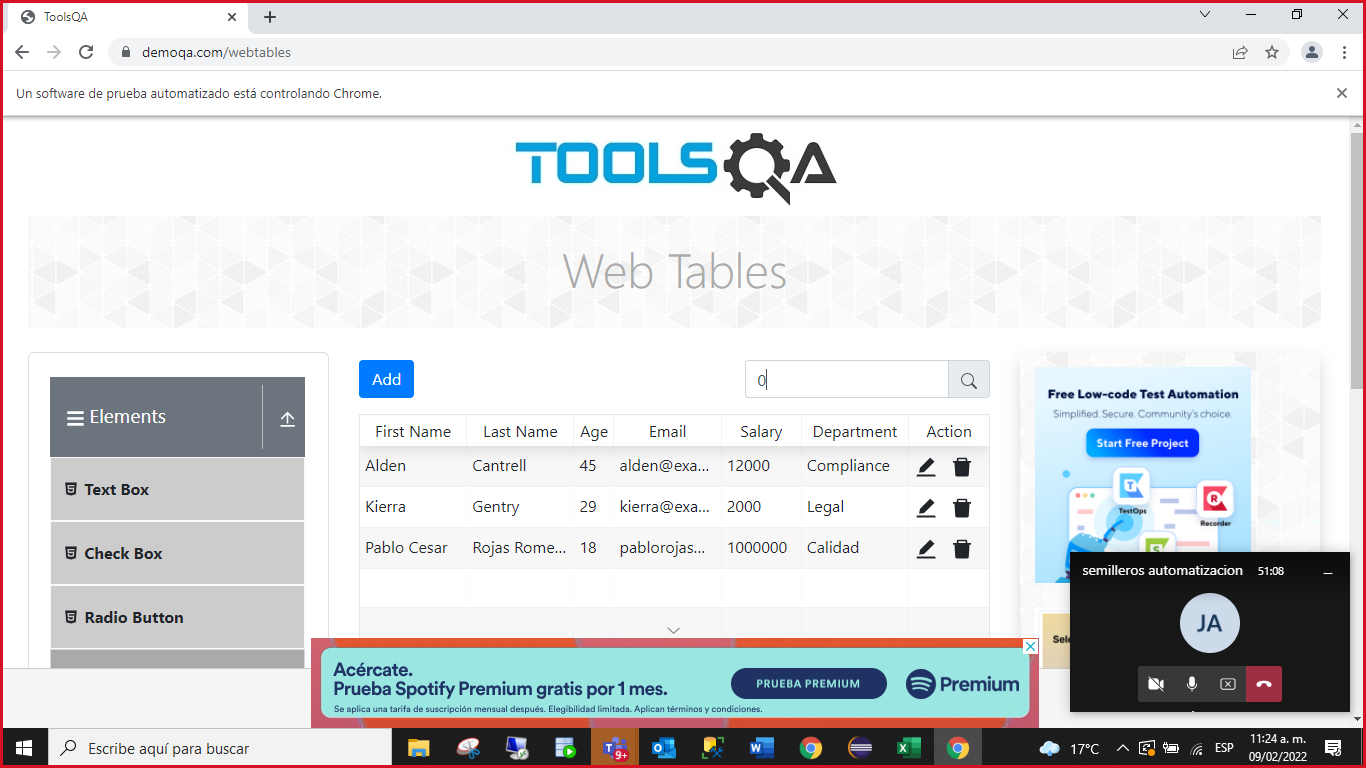 ToolsQA
demoqa.com/webtables
Un software de prueba automatizado está controlando Chrome.
TOOLSQA
Web Tables
Elements
Text Box
Check Box
Radio Button
Add
0
First Name Last Name Age Email Salary Department Action
Alden Cantrell 45 alden@exa... 12000 Compliance
Kierra Gentry 29 kierra@exa... 2000 Legal
Pablo Cesar Rojas Rome... 18 pablorojas... 1000000 Calidad
Free Low-code Test Automation
Simplified. Secure. Community's choice.
Start Free Project
TestOps
Recorder
Sele
semilleros automatizacion 51:08
JA
Acércate.
Prueba Spotify Premium gratis por 1 mes.
Se aplica una tarifa de suscripción mensual después. Elegibilidad limitada. Aplican términos y condiciones.
PRUEBA PREMIUM
Premium
Escribe aquí para buscar
9+
17°C
ESP
11:24 a. m.
09/02/2022